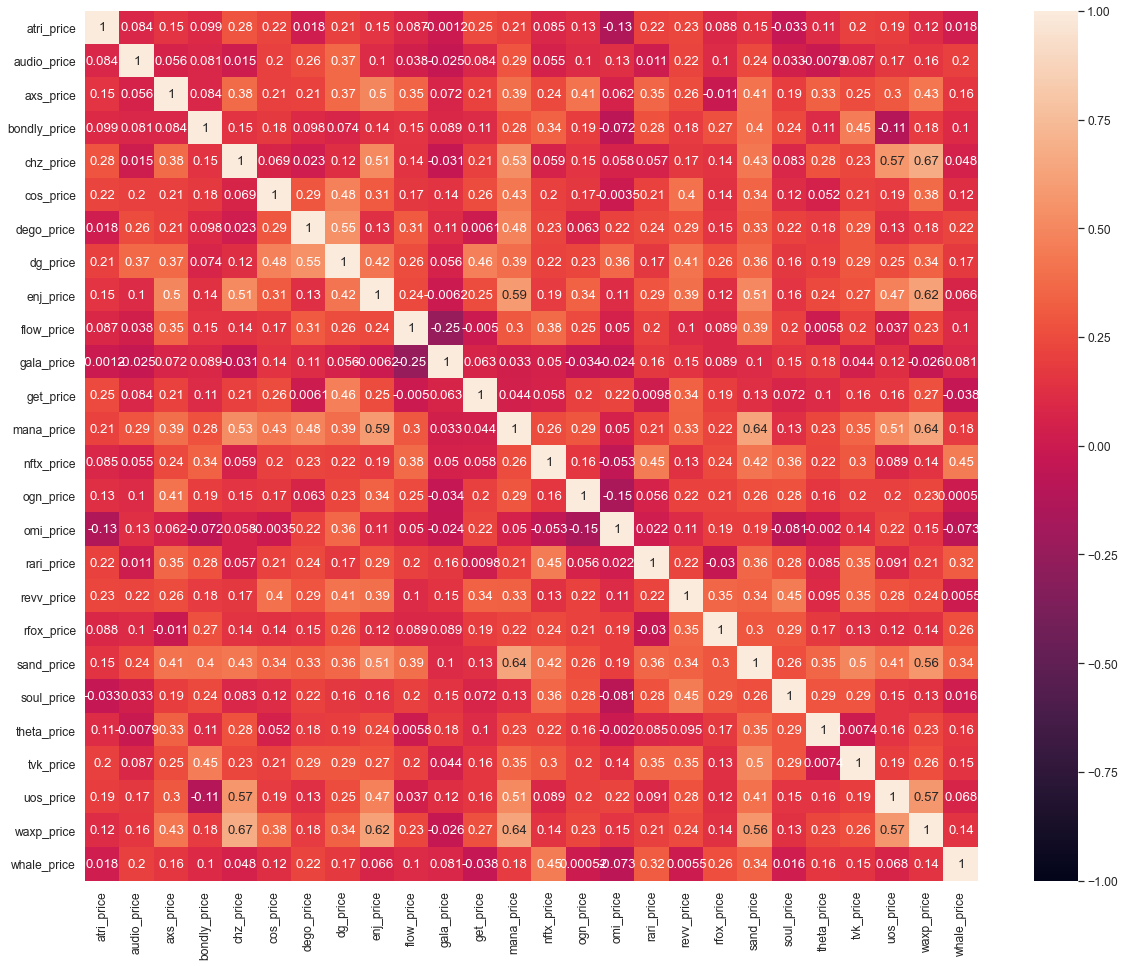 atri_price 1 0.084 0.15 0.099 0.28 0.22 0.018 0.21 0.15 0.087 -0.0012 0.25 0.21 0.085 0.13 -0.13 0.22 0.23 0.088 0.15 -0.033 0.11 0.2 0.19 0.12 0.018
audio_price 0.084 1 0.056 0.081 0.015 0.2 0.26 0.37 0.1 0.038 -0.025 0.084 0.29 0.055 0.1 0.13 0.011 0.22 0.1 0.24 0.033 -0.0079 0.087 0.17 0.16 0.2
axs_price 0.15 0.056 1 0.084 0.38 0.21 0.21 0.37 0.5 0.35 0.072 0.21 0.39 0.24 0.41 0.062 0.35 0.26 -0.011 0.41 0.19 0.33 0.25 0.3 0.43 0.16
bondly_price 0.099 0.081 0.084 1 0.15 0.18 0.098 0.074 0.14 0.15 0.089 0.11 0.28 0.34 0.19 -0.072 0.28 0.18 0.27 0.4 0.24 0.11 0.45 -0.11 0.18 0.1
chz_price 0.28 0.015 0.38 0.15 1 0.069 0.023 0.12 0.51 0.14 -0.031 0.21 0.53 0.059 0.15 0.058 0.057 0.17 0.14 0.43 0.083 0.28 0.23 0.57 0.67 0.048
cos_price 0.22 0.2 0.21 0.18 0.069 1 0.29 0.48 0.31 0.17 0.14 0.26 0.43 0.2 0.17 -0.0035 0.21 0.4 0.14 0.34 0.12 0.052 0.21 0.19 0.38 0.12
dego_price 0.018 0.26 0.21 0.098 0.023 0.29 1 0.55 0.13 0.31 0.11 0.0061 0.48 0.23 0.063 0.22 0.24 0.29 0.15 0.33 0.22 0.18 0.29 0.13 0.18 0.22
dg_price 0.21 0.37 0.37 0.074 0.12 0.48 0.55 1 0.42 0.26 0.056 0.46 0.39 0.22 0.23 0.36 0.19 0.41 0.26 0.36 0.16 0.19 0.29 0.25 0.34 0.17
enj_price 0.15 0.1 0.5 0.14 0.51 0.31 0.13 0.42 1 0.24 -0.0062 0.25 0.59 0.19 0.34 0.11 0.29 0.39 0.12 0.51 0.16 0.24 0.27 0.47 0.62 0.066
flow_price 0.087 0.038 0.35 0.15 0.14 0.17 0.31 0.26 0.24 1 -0.25 -0.005 0.3 0.38 0.25 0.05 0.2 0.1 0.089 0.39 0.2 0.0058 0.2 0.037 0.23 0.1
gala_price -0.0012 -0.025 0.072 0.089 -0.031 0.14 0.11 0.056 -0.0062 -0.25 1 0.063 0.033 0.05 -0.034 -0.024 0.16 0.15 0.089 0.1 0.15 0.18 0.044 0.12 -0.026 0.081
get_price 0.25 0.084 0.21 0.11 0.21 0.26 0.0061 0.46 0.25 -0.005 0.063 1 0.044 0.058 0.2 0.22 0.0098 0.34 0.19 0.13 0.072 0.1 0.16 0.16 0.27 -0.038
mana_price 0.21 0.29 0.39 0.28 0.53 0.43 0.48 0.39 0.59 0.3 0.033 0.044 1 0.26 0.29 0.05 0.21 0.33 0.22 0.64 0.13 0.23 0.35 0.51 0.64 0.18
nftx_price 0.085 0.055 0.24 0.34 0.059 0.2 0.23 0.22 0.19 0.38 0.05 0.058 0.26 1 0.16 -0.053 0.45 0.13 0.24 0.42 0.36 0.22 0.3 0.089 0.14 0.45
ogn_price 0.13 0.1 0.41 0.19 0.15 0.17 0.063 0.23 0.34 0.25 -0.034 0.2 0.29 0.16 1 -0.15 0.056 0.22 0.21 0.26 0.28 0.16 0.2 0.2 0.23
omi_price -0.13 0.13 0.062 -0.072 0.058 -0.0035 0.22 0.36 0.11 0.05 -0.024 0.22 0.05 -0.053 -0.15 1 0.022 0.11 0.19 0.19 -0.081 -0.002 0.14 0.22 0.15 -0.073
rari_price 0.22 0.011 0.35 0.28 0.057 0.21 0.24 0.19 0.29 0.2 0.16 0.0098 0.21 0.45 0.056 0.022 1 0.22 -0.03 0.36 0.28 0.085 0.35 0.091 0.21 0.32
revv_price 0.23 0.22 0.26 0.18 0.17 0.4 0.29 0.41 0.39 0.1 0.15 0.34 0.33 0.13 0.22 0.11 0.22 1 0.35 0.34 0.45 0.095 0.35 0.28 0.24 0.0055
rfox_price 0.088 0.1 -0.011 0.27 0.14 0.14 0.15 0.26 0.12 0.089 0.089 0.19 0.22 0.24 0.21 0.19 -0.03 0.35 1 0.3 0.29 0.17 0.13 0.12 0.14 0.26
sand_price 0.15 0.24 0.41 0.4 0.43 0.34 0.33 0.36 0.51 0.39 0.1 0.13 0.64 0.42 0.26 0.19 0.36 0.34 0.3 1 0.26 0.35 0.5 0.41 0.56 0.34
soul_price -0.033 0.033 0.19 0.24 0.083 0.12 0.22 0.16 0.16 0.2 0.15 0.072 0.13 0.36 0.28 -0.081 0.28 0.45 0.29 0.26 1 0.29 0.29 0.15 0.13 0.016
theta_price 0.11 -0.0079 0.33 0.11 0.28 0.052 0.18 0.19 0.24 0.0058 0.18 0.1 0.23 0.22 0.16 -0.002 0.085 0.095 0.17 0.35 0.29 1 0.0074 0.16 0.23 0.16
tvk_price 0.2 0.087 0.25 0.45 0.23 0.21 0.29 0.29 0.27 0.2 0.044 0.16 0.35 0.3 0.2 0.14 0.35 0.35 0.13 0.5 0.29 0.0074 1 0.19 0.26 0.15
uos_price 0.19 0.17 0.3 -0.11 0.57 0.19 0.13 0.25 0.47 0.037 0.12 0.16 0.51 0.089 0.2 0.22 0.091 0.28 0.12 0.41 0.15 0.16 0.19 1 0.57 0.068
waxp_price 0.12 0.16 0.43 0.18 0.67 0.38 0.18 0.34 0.62 0.23 -0.026 0.27 0.64 0.14 0.23 0.15 0.21 0.24 0.14 0.56 0.13 0.23 0.26 0.57 1 0.14
whale_price 0.018 0.2 0.16 0.1 0.048 0.12 0.22 0.17 0.066 0.1 0.081 -0.038 0.18 0.45 0.00052 -0.073 0.32 0.0055 0.26 0.34 0.016 0.16 0.15 0.068 0.14 1
atri_price audio_price axs_price bondly_price chz_price cos_price dego_price dg_price enj_price flow_price gala_price get_price mana_price nftx_price ogn_price omi_price rari_price revv_price rfox_price sand_price soul_price theta_price tvk_price uos_price waxp_price whale_price
1.00
0.75
0.50
0.25
0.00
−0.25
−0.50
−0.75
−1.00